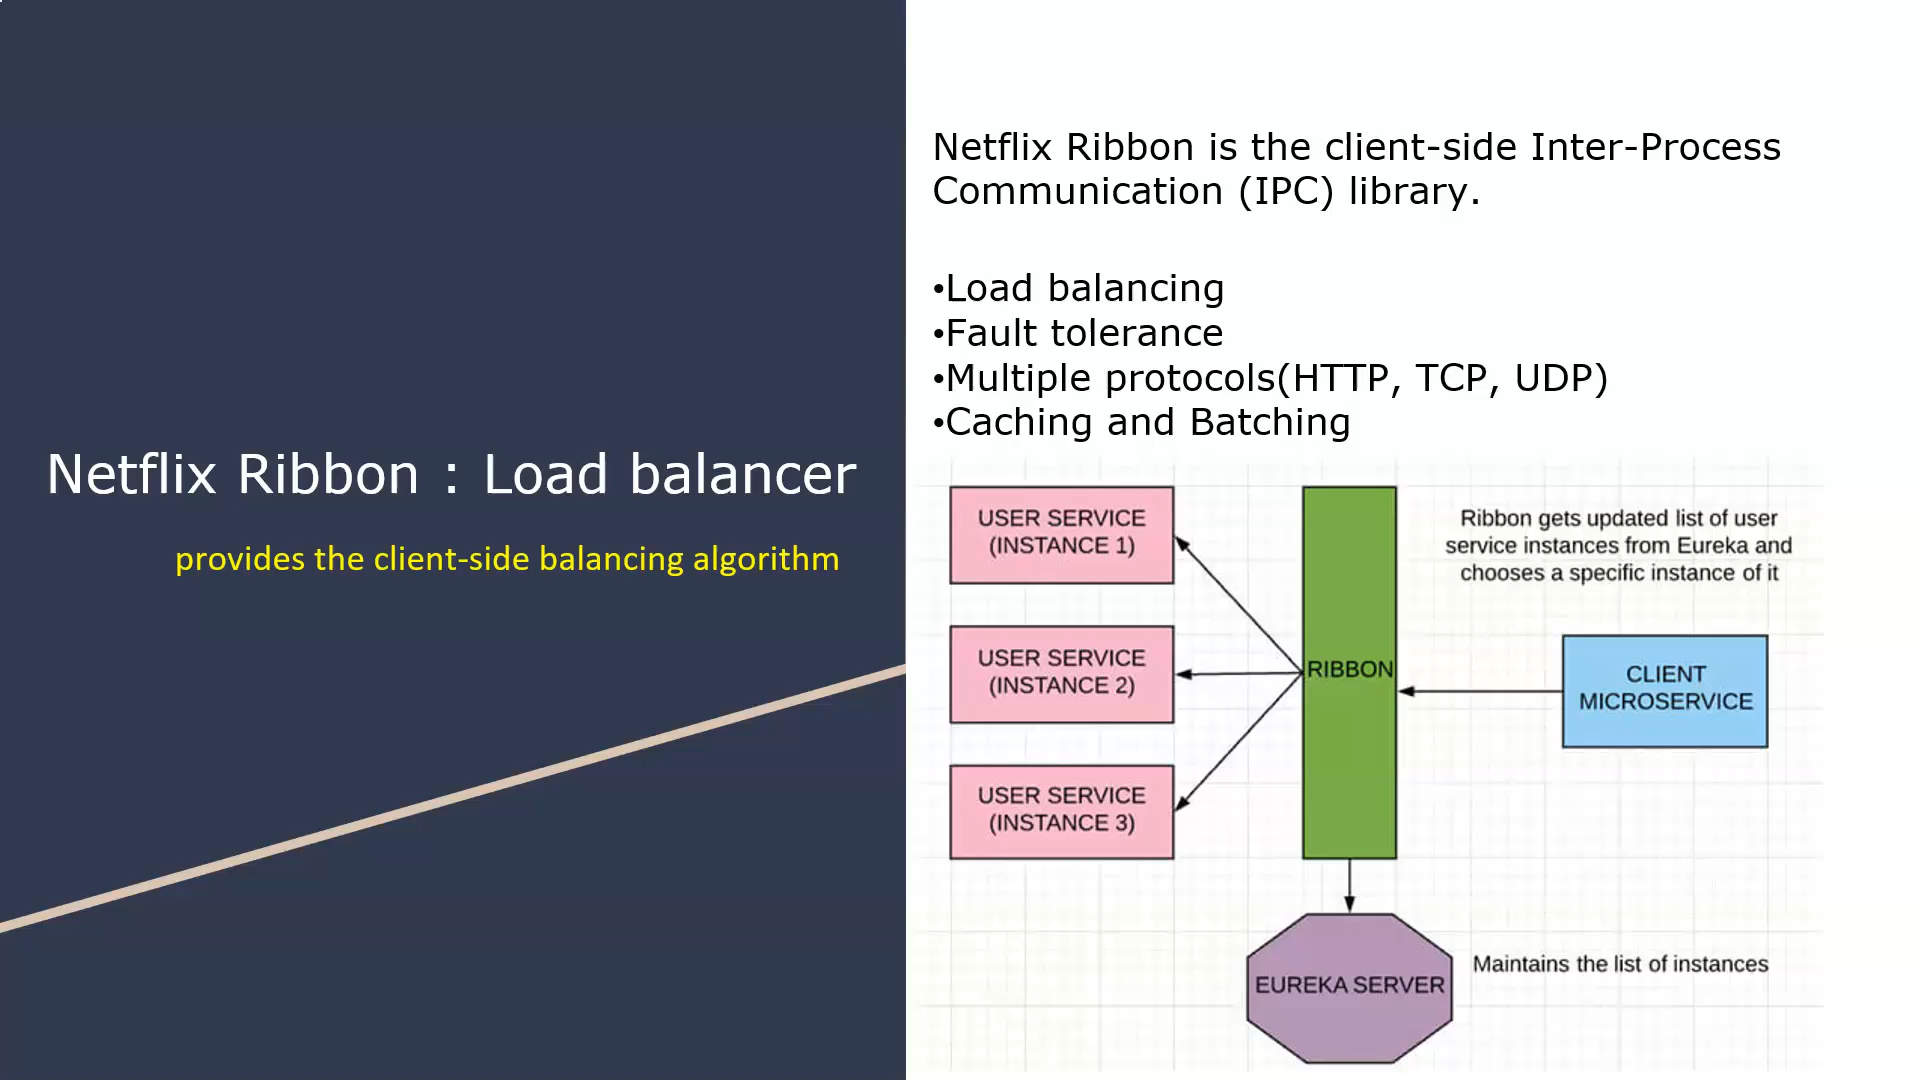 Netflix Ribbon : Load balancer
provides the client-side balancing algorithm
Netflix Ribbon is the client-side Inter-Process
Communication (IPC) library.
•Load balancing
•Fault tolerance
•Multiple protocols(HTTP, TCP, UDP)
•Caching and Batching
USER SERVICE
(INSTANCE 1)
USER SERVICE
(INSTANCE 2)
USER SERVICE
(INSTANCE 3)
RIBBON
Ribbon gets updated list of user
service instances from Eureka and
chooses a specific instance of it
CLIENT
MICROSERVICE
EUREKA SERVER
Maintains the list of instances